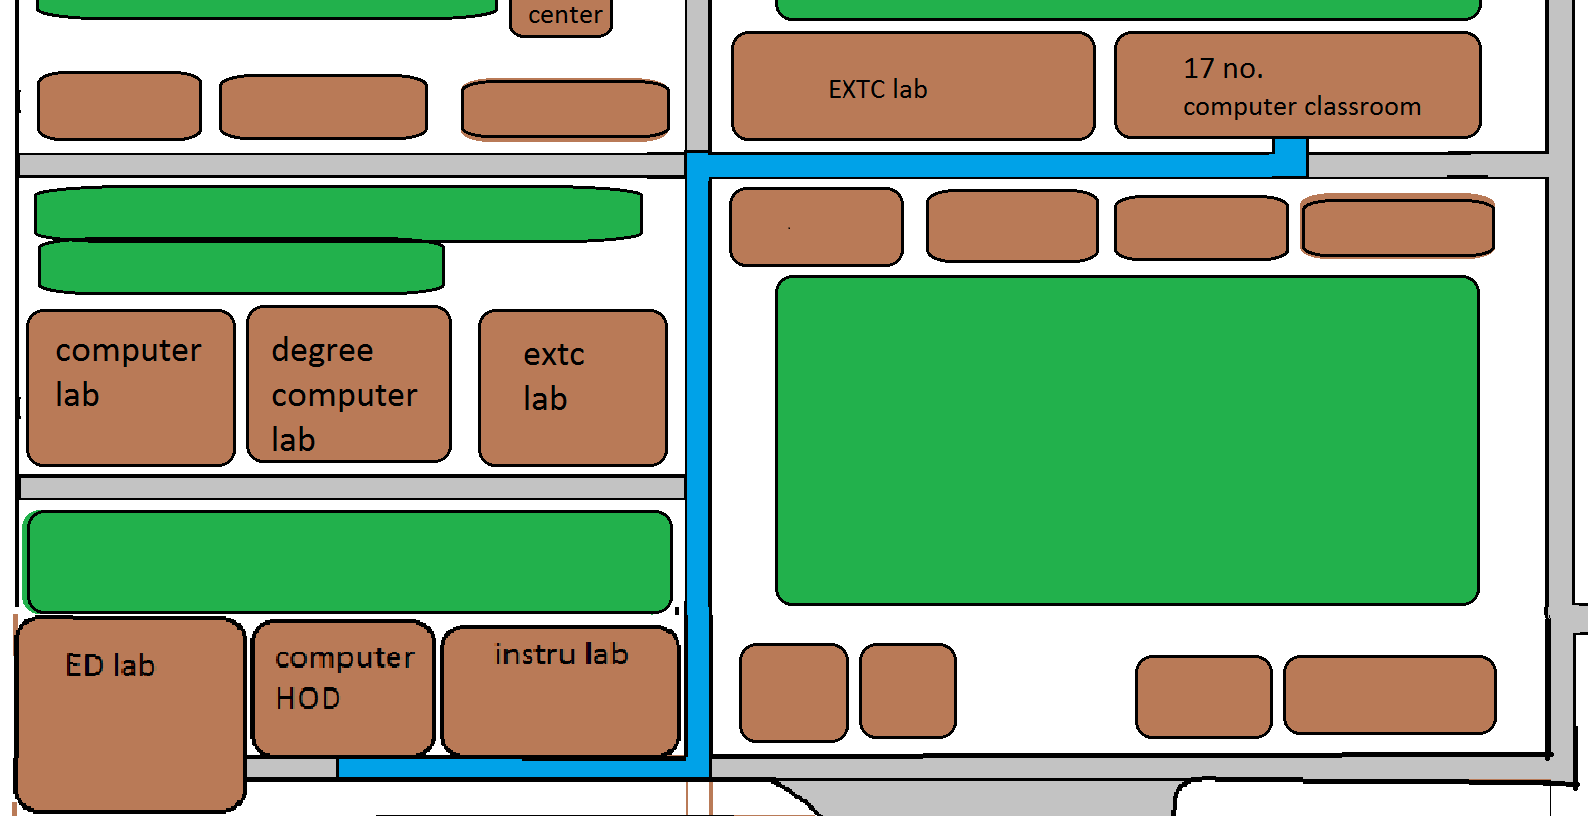 center
EXTC lab
17 no.
computer classroom
computer
lab
degree
computer
lab
extc
lab
ED lab
computer
HOD
instru lab